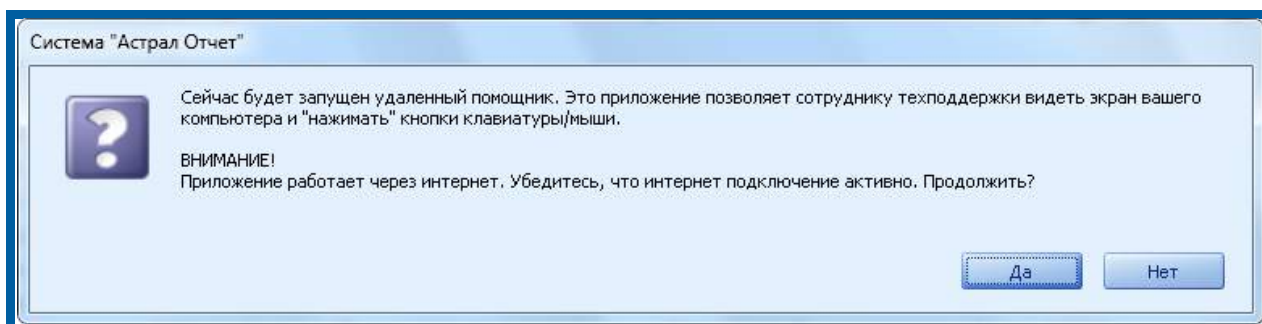 Система "Астрал Отчет"
Сейчас будет запущен удаленный помощник. Это приложение позволяет сотруднику техподдержки видеть экран вашего
компьютера и "нажимать" кнопки клавиатуры/мыши.
ВНИМАНИЕ!
Приложение работает через интернет. Убедитесь, что интернет подключение активно. Продолжить?
Да Нет